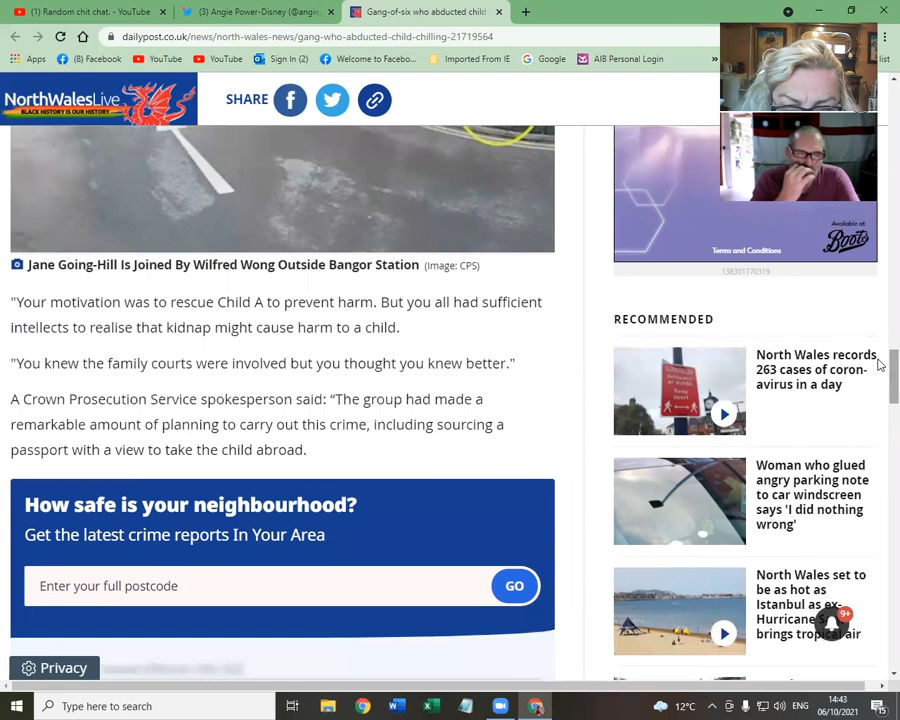 (1) Random chit chat. - YouTube
(3) Angie Power-Disney (@angie
Gang-of-six who abducted child
dailypost.co.uk/news/north-wales-news/gang-who-abducted-child-chilling-21719564
Apps
(8) Facebook
YouTube
YouTube
Sign In (2)
Welcome to Facebo...
Imported From IE
Google
AIB Personal Login
»
list
NorthWalesLive
BLACK HISTORY IS OUR HISTORY
SHARE
Jane Going-Hill Is Joined By Wilfred Wong Outside Bangor Station (Image: CPS)
"Your motivation was to rescue Child A to prevent harm. But you all had sufficient
intellects to realise that kidnap might cause harm to a child.
"You knew the family courts were involved but you thought you knew better."
A Crown Prosecution Service spokesperson said: “The group had made a
remarkable amount of planning to carry out this crime, including sourcing a
passport with a view to take the child abroad.
How safe is your neighbourhood?
Get the latest crime reports In Your Area
Enter your full postcode
GO
Privacy
Available at
Boots
Terms and Conditions
138301770319
RECOMMENDED
North Wales records
263 cases of coron-
avirus in a day
Woman who glued
angry parking note
to car windscreen
says 'I did nothing
wrong'
North Wales set to
be as hot as
Istanbul as ex-
Hurricane
brings tropical air
9+
Type here to search
12°C
14:43
06/10/2021
15